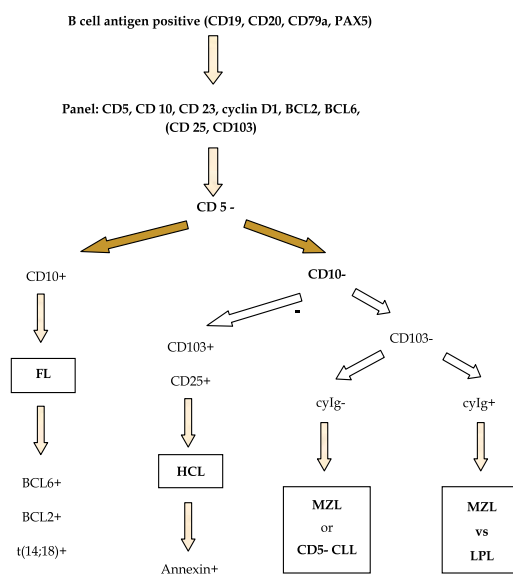 B cell antigen positive (CD19, CD20, CD79a, PAX5)
Panel: CD5, CD 10, CD 23, cyclin D1, BCL2, BCL6,
(CD 25, CD103)
CD 5 -
CD10+
CD10-
-
FL
CD103+
CD25+
CD103-
cyIg-
cyIg+
BCL6+
BCL2+
t(14;18)+
HCL
Annexin+
MZL
or
CD5- CLL
MZL
vs
LPL